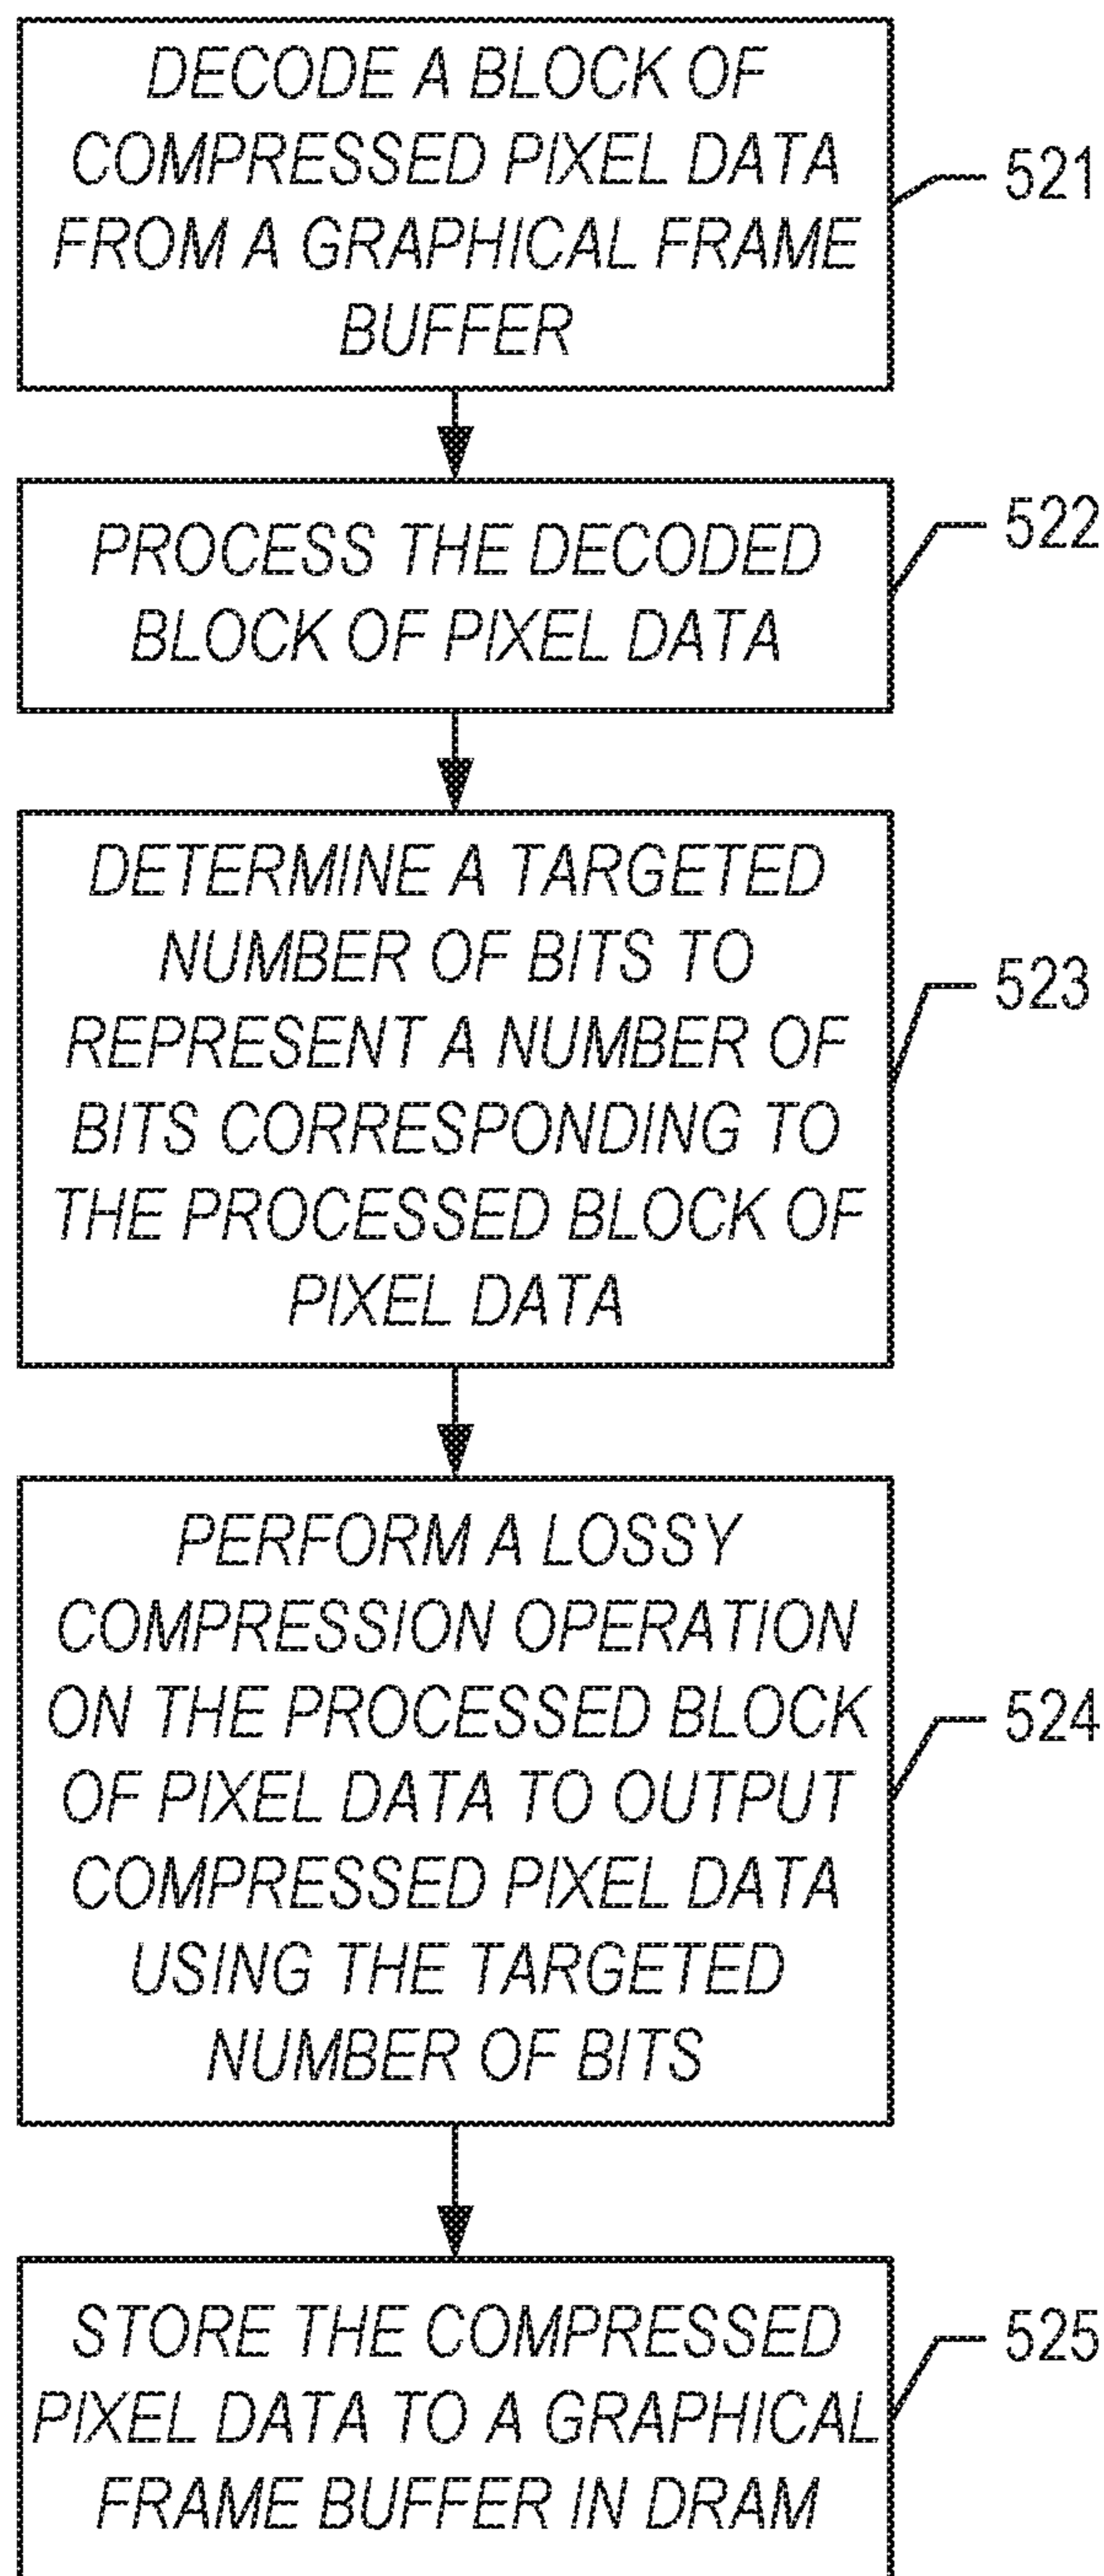 DECODE A BLOCK OF
COMPRESSED PIXEL DATA
FROM A GRAPHICAL FRAME
BUFFER
521
PROCESS THE DECODED
BLOCK OF PIXEL DATA
522
DETERMINE A TARGETED
NUMBER OF BITS TO
REPRESENT A NUMBER OF
BITS CORRESPONDING TO
THE PROCESSED BLOCK OF
PIXEL DATA
523
PERFORM A LOSSY
COMPRESSION OPERATION
ON THE PROCESSED BLOCK
OF PIXEL DATA TO OUTPUT
COMPRESSED PIXEL DATA
USING THE TARGETED
NUMBER OF BITS
524
STORE THE COMPRESSED
PIXEL DATA TO A GRAPHICAL
FRAME BUFFER IN DRAM
525